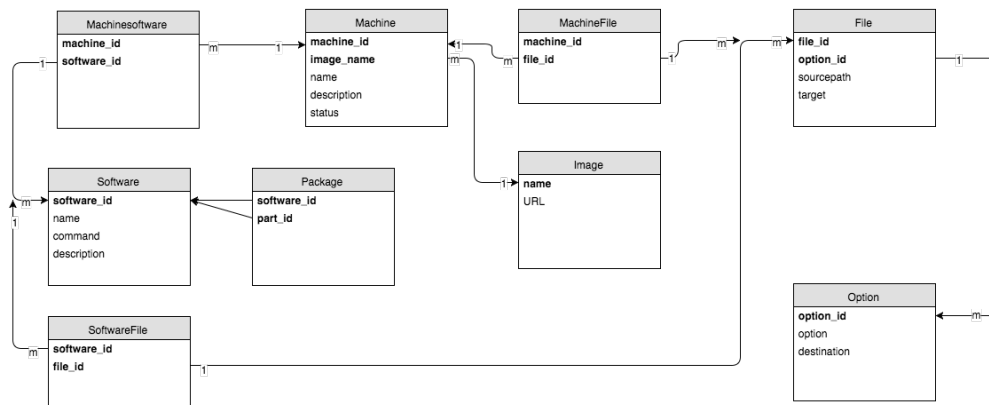 Machinesoftware
machine_id
software_id
Machine
machine_id
image_name
name
description
status
MachineFile
machine_id
file_id
File
file_id
option_id
sourcepath
target
m
1
1
m
m
1
m
m
1
1
Software
software_id
name
command
description
Package
software_id
part_id
Image
name
URL
1
m
1
SoftwareFile
software_id
file_id
m
1
Option
option_id
option
destination
m